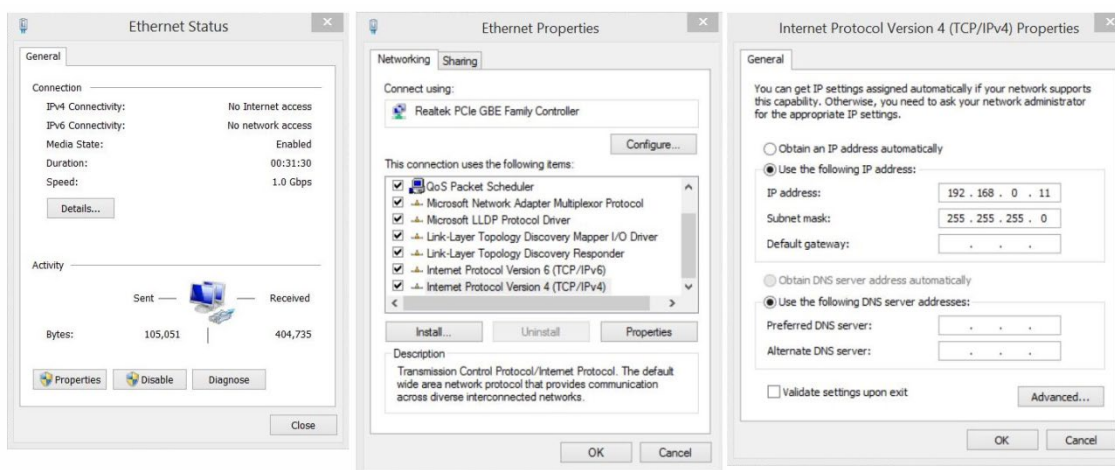 Ethernet Status
General
Connection
IPv4 Connectivity: No Internet access
IPv6 Connectivity: No network access
Media State: Enabled
Duration: 00:31:30
Speed: 1.0 Gbps
Details...
Activity
Sent Received
Bytes: 105,051 404,735
Properties Disable Diagnose
Close
Ethernet Properties
Networking Sharing
Connect using:
Realtek PCIe GBE Family Controller
Configure...
This connection uses the following items:
QoS Packet Scheduler
Microsoft Network Adapter Multiplexor Protocol
Microsoft LLDP Protocol Driver
Link-Layer Topology Discovery Mapper I/O Driver
Link-Layer Topology Discovery Responder
Internet Protocol Version 6 (TCP/IPv6)
Internet Protocol Version 4 (TCP/IPv4)
Install... Uninstall Properties
Description
Transmission Control Protocol/Internet Protocol. The default
wide area network protocol that provides communication
across diverse interconnected networks.
OK Cancel
Internet Protocol Version 4 (TCP/IPv4) Properties
General
You can get IP settings assigned automatically if your network supports
this capability. Otherwise, you need to ask your network administrator
for the appropriate IP settings.
Obtain an IP address automatically
Use the following IP address:
IP address: 192 . 168 . 0 . 11
Subnet mask: 255 . 255 . 255 . 0
Default gateway: . . .
Obtain DNS server address automatically
Use the following DNS server addresses:
Preferred DNS server: . . .
Alternate DNS server: . . .
Validate settings upon exit
Advanced...
OK Cancel